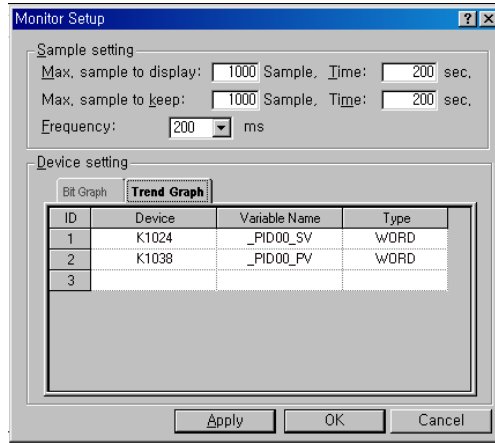 Monitor Setup
Sample setting
Max. sample to display: 1000 Sample, Time: 200 sec,
Max, sample to keep: 1000 Sample, Time: 200 sec,
Frequency: 200 ms
Device setting
Bit Graph Trend Graph
ID Device Variable Name Type
1 K1024 _PID00_SV WORD
2 K1038 _PID00_PV WORD
3
Apply OK Cancel